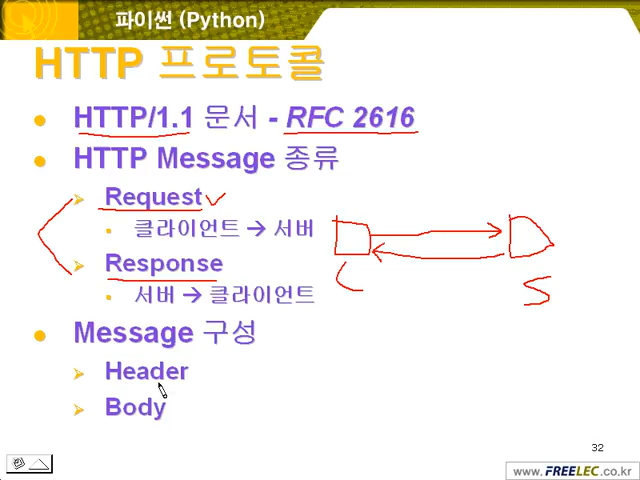 파이썬 (Python)
HTTP 프로토콜
HTTP/1.1 문서 - RFC 2616
HTTP Message 종류
Request
클라이언트 → 서버
Response
서버 → 클라이언트
C
S
Message 구성
Header
Body
32
www.FREELEC.co.kr